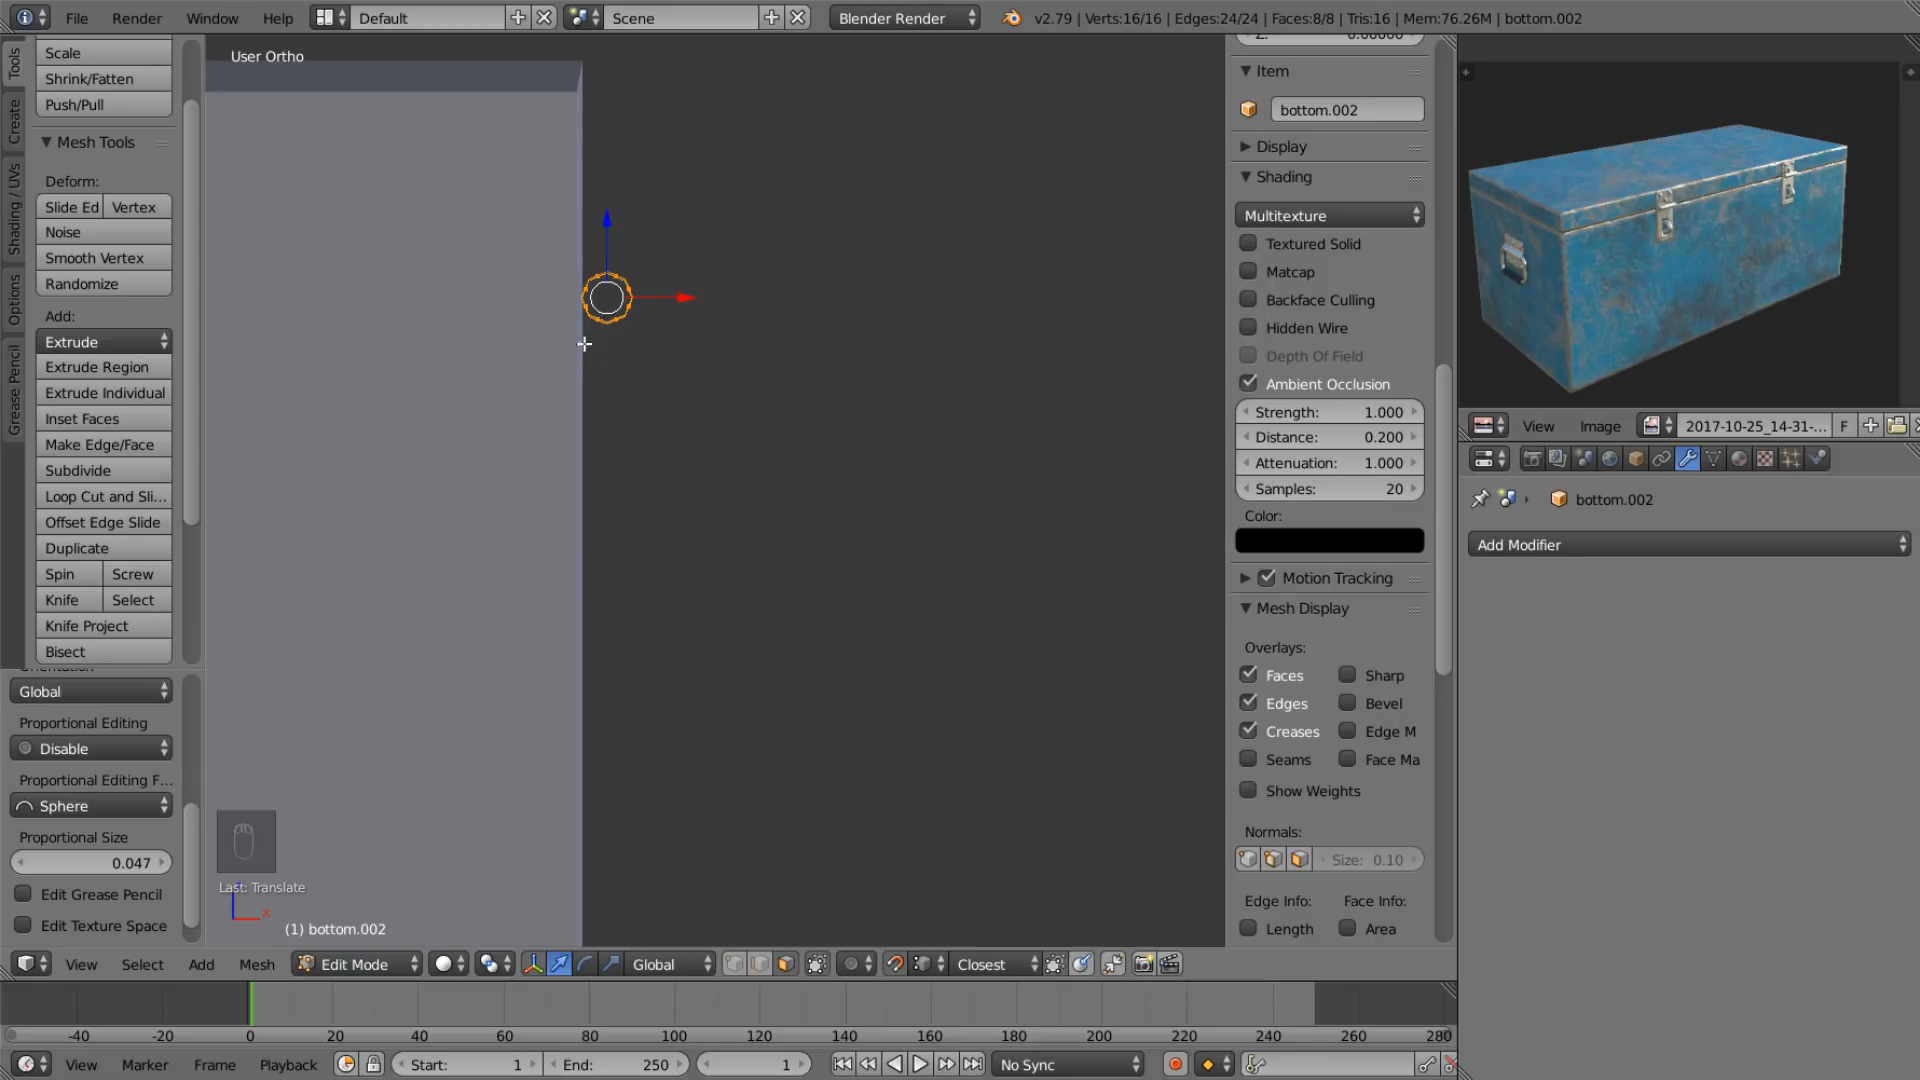 File Render Window Help Default Scene Blender Render v2.79 | Verts:16/16 | Edges:24/24 | Faces:8/8 | Tris:16 | Mem:76.26M | bottom.002
Tools
Create
Shading / UVs
Options
Grease Pencil
Scale
Shrink/Fatten
Push/Pull
Mesh Tools
Deform:
Slide Ed Vertex
Noise
Smooth Vertex
Randomize
Add:
Extrude
Extrude Region
Extrude Individual
Inset Faces
Make Edge/Face
Subdivide
Loop Cut and Sli...
Offset Edge Slide
Duplicate
Spin Screw
Knife Select
Knife Project
Bisect
Global
Proportional Editing
Disable
Proportional Editing F...
Sphere
Proportional Size
0.047
Edit Grease Pencil
Edit Texture Space
User Ortho
Last: Translate
x
(1) bottom.002
Item
bottom.002
Display
Shading
Multitexture
Textured Solid
Matcap
Backface Culling
Hidden Wire
Depth Of Field
Ambient Occlusion
Strength: 1.000
Distance: 0.200
Attenuation: 1.000
Samples: 20
Color:
Motion Tracking
Mesh Display
Overlays:
Faces Sharp
Edges Bevel
Creases Edge M
Seams Face Ma
Show Weights
Normals:
Size: 0.10
Edge Info: Face Info:
Length Area
View Image 2017-10-25_14-31-... F
bottom.002
Add Modifier
View Select Add Mesh Edit Mode Global Closest
-40 -20 0 20 40 60 80 100 120 140 160 180 200 220 240 260 280
View Marker Frame Playback Start: 1 End: 250 1 No Sync